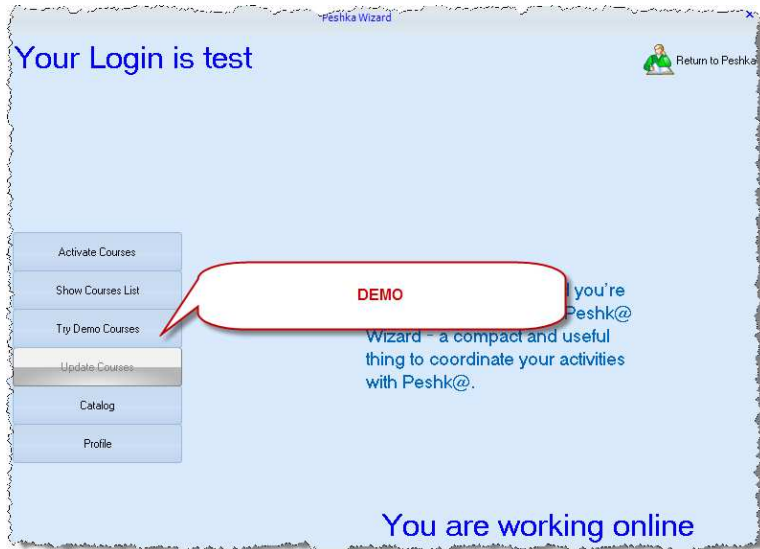 Peshka Wizard
Your Login is test
Return to Peshka
Activate Courses
Show Courses List
Try Demo Courses
Update Courses
Catalog
Profile
DEMO
you're
Peshk@
Wizard - a compact and useful
thing to coordinate your activities
with Peshk@.
You are working online